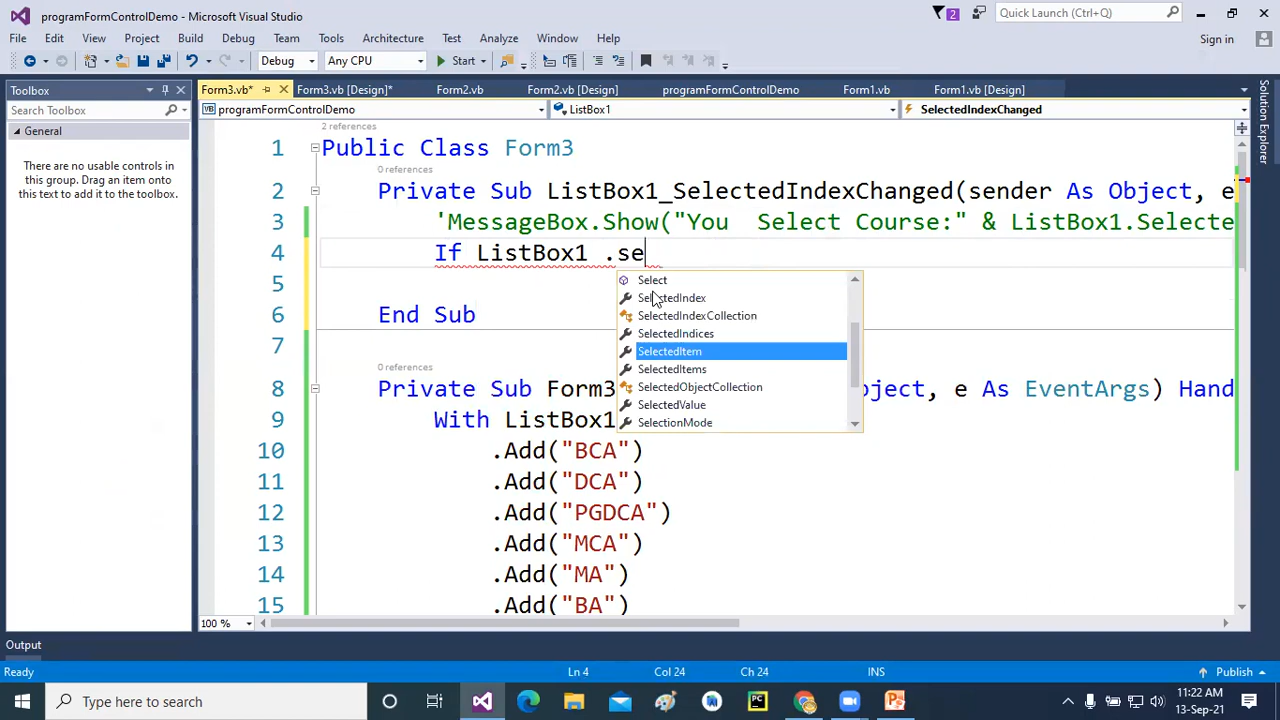 programFormControlDemo - Microsoft Visual Studio
2
Quick Launch (Ctrl+Q)
File Edit View Project Build Debug Team Tools Architecture Test Analyze Window Help
Sign in
Debug Any CPU Start
Toolbox
Form3.vb* Form3.vb [Design]* Form2.vb Form2.vb [Design] programFormControlDemo Form1.vb Form1.vb [Design]
Search Toolbox
programFormControlDemo ListBox1 SelectedIndexChanged
General
There are no usable controls in
this group. Drag an item onto
this text to add it to the toolbox.
Solution Explorer
2 references
1 Public Class Form3
0 references
2 Private Sub ListBox1_SelectedIndexChanged(sender As Object, e
3 'MessageBox.Show("You Select Course:" & ListBox1.Selecte
4 If ListBox1 .se
5
Select
SelectedIndex
SelectedIndexCollection
SelectedIndices
SelectedItem
SelectedItems
SelectedObjectCollection
SelectedValue
SelectionMode
6 End Sub
7
0 references
8 Private Sub Form3 bject, e As EventArgs) Hand
9 With ListBox1
10 .Add("BCA")
11 .Add("DCA")
12 .Add("PGDCA")
13 .Add("MCA")
14 .Add("MA")
15 .Add("BA")
100 %
Output
Ready Ln 4 Col 24 Ch 24 INS Publish
Type here to search
PC
11:22 AM
13-Sep-21